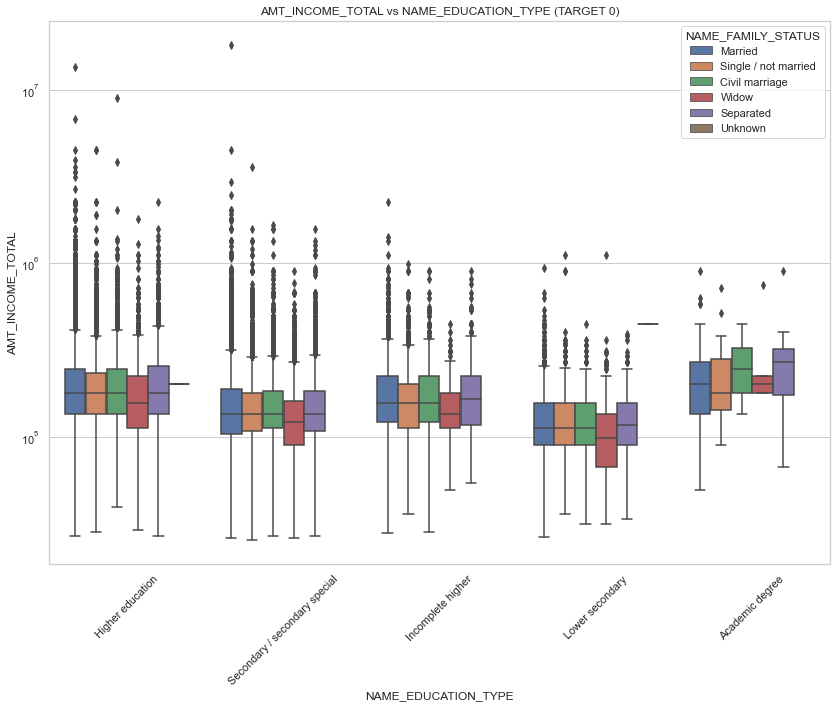 AMT_INCOME_TOTAL vs NAME_EDUCATION_TYPE (TARGET 0)
NAME_FAMILY_STATUS
Married
Single / not married
Civil marriage
Widow
Separated
Unknown
10^7
10^6
10^5
AMT_INCOME_TOTAL
Higher education
Secondary / secondary special
Incomplete higher
Lower secondary
Academic degree
NAME_EDUCATION_TYPE